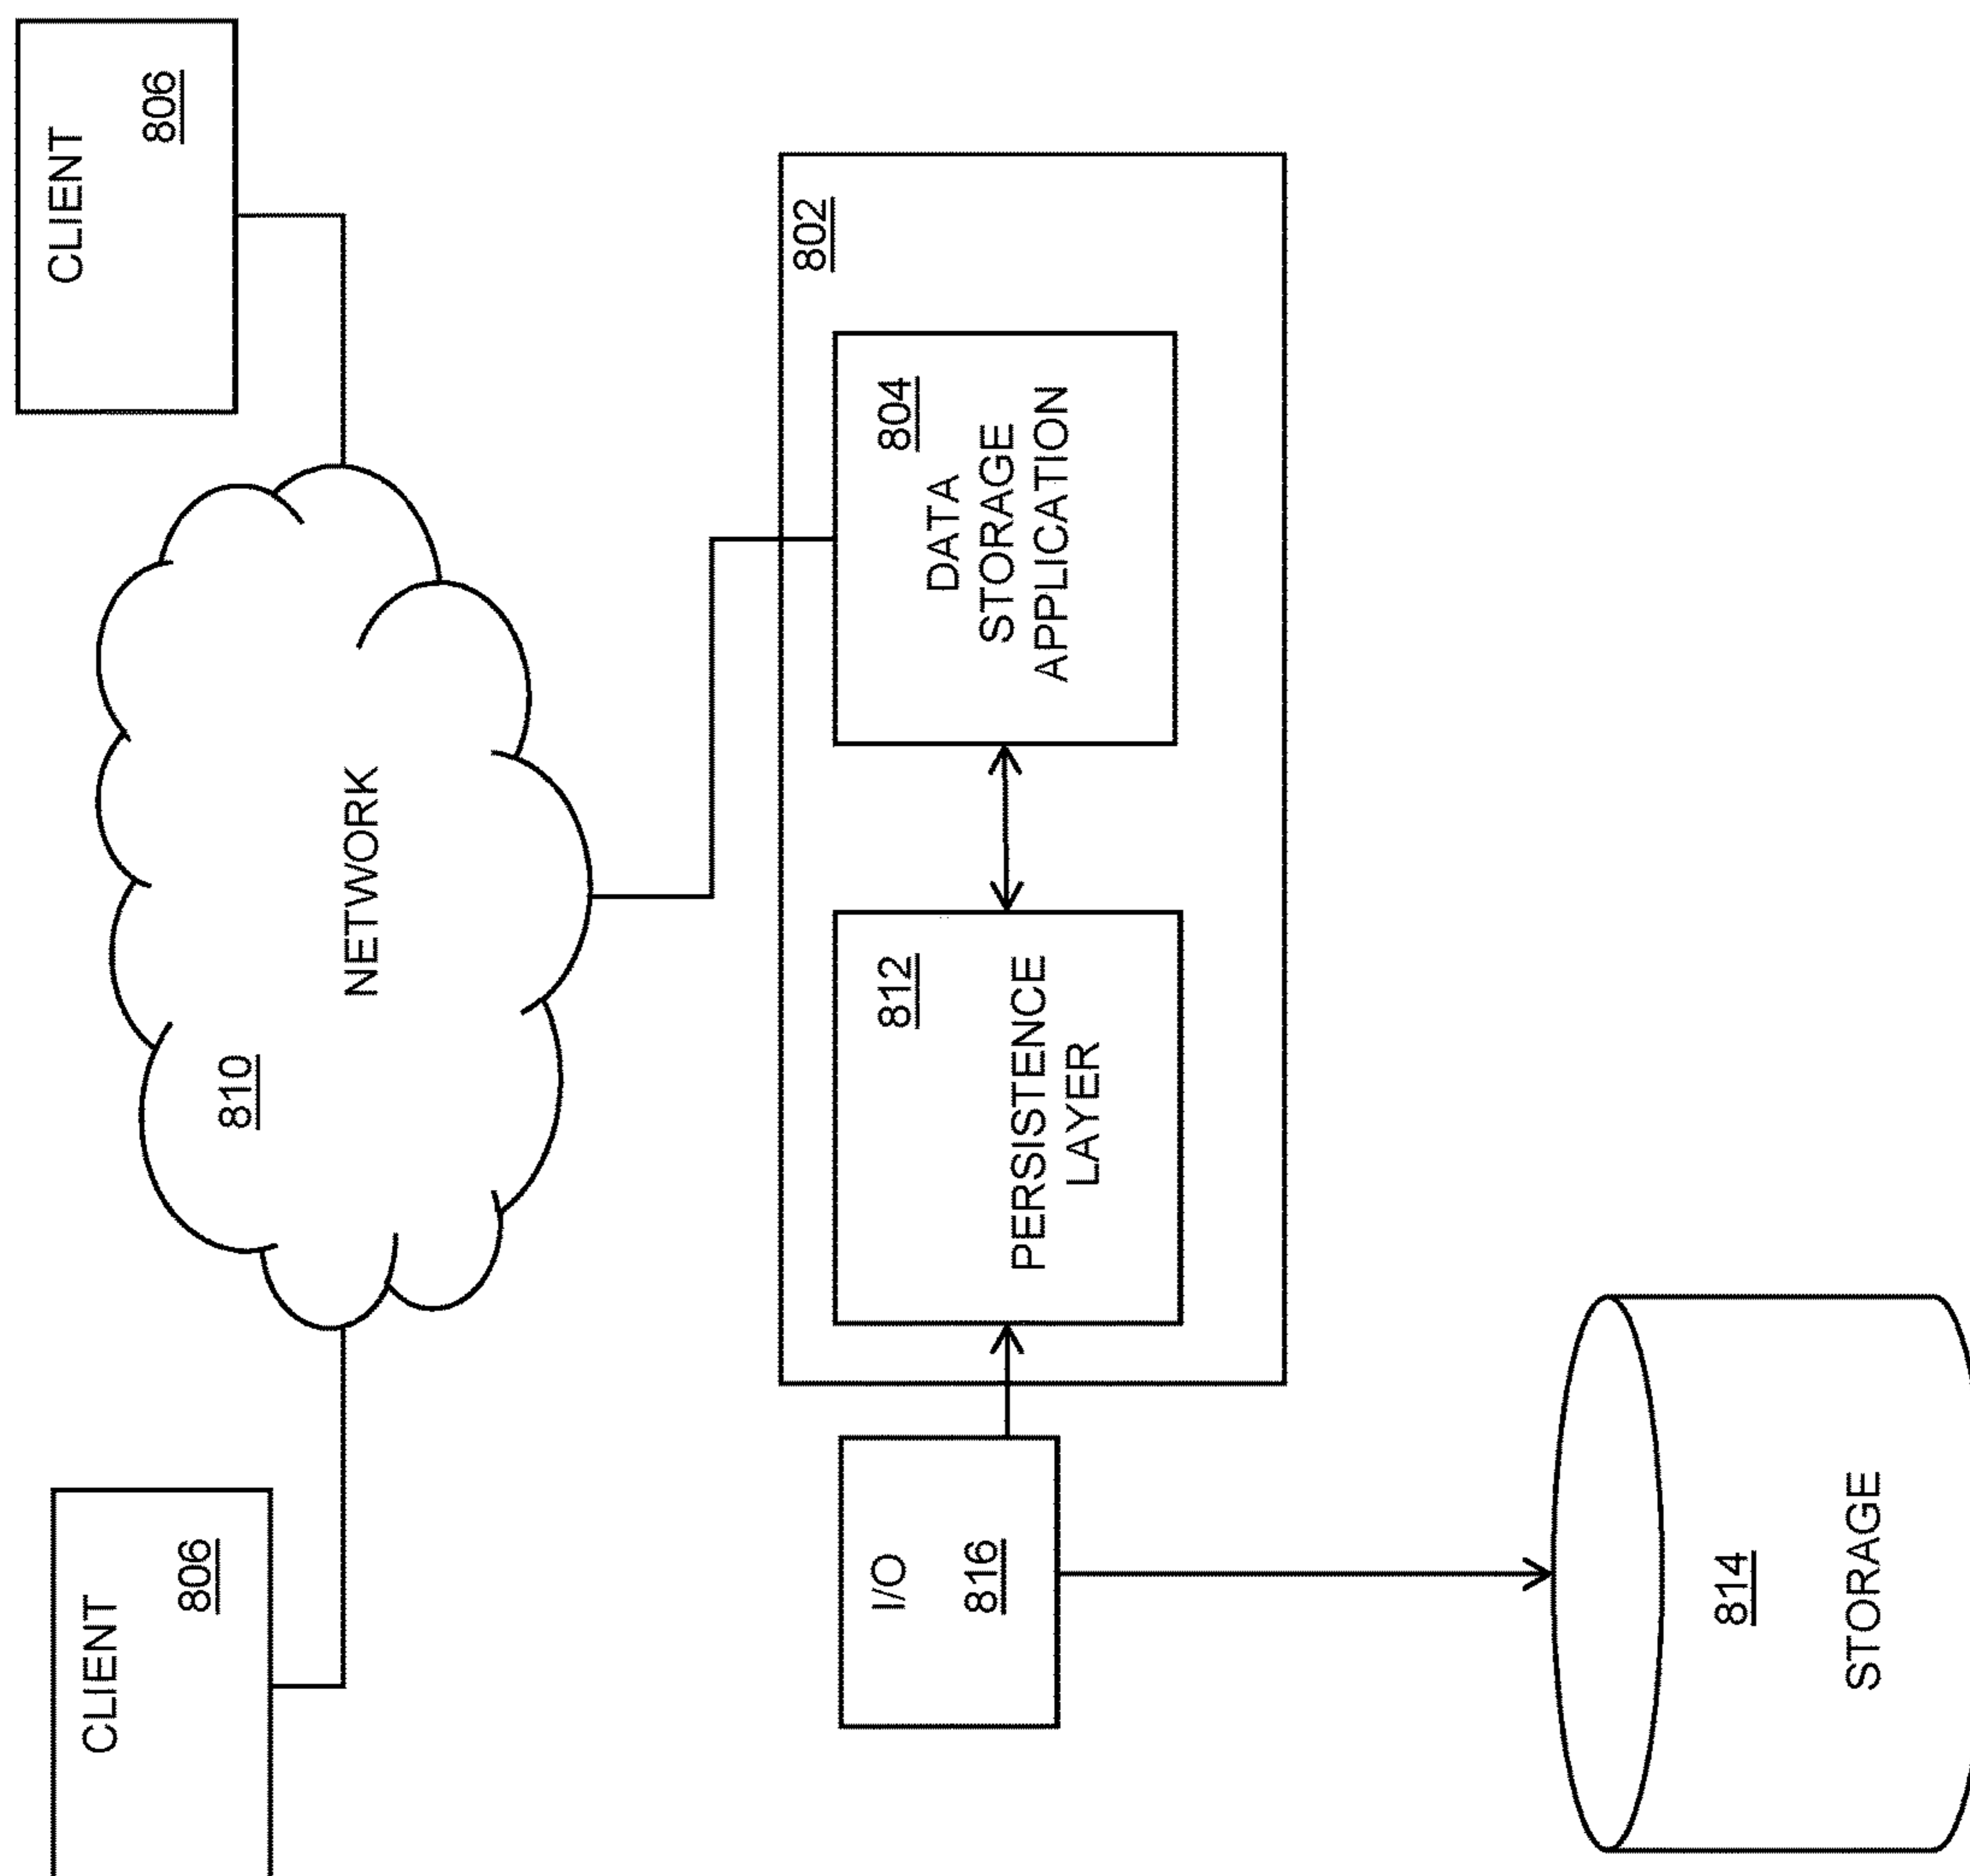 CLIENT
806
CLIENT
806
NETWORK
810
802
804
DATA
STORAGE
APPLICATION
812
PERSISTENCE
LAYER
I/O
816
814
STORAGE